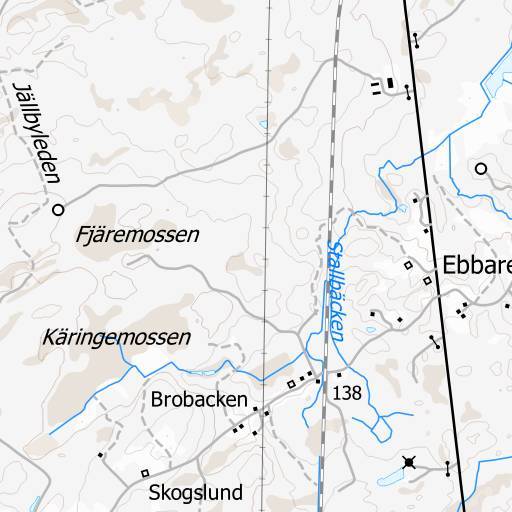 Jällbyleden
Fjäremossen
Stallbäcken
Ebbare
Käringemossen
138
Brobacken
Skogslund